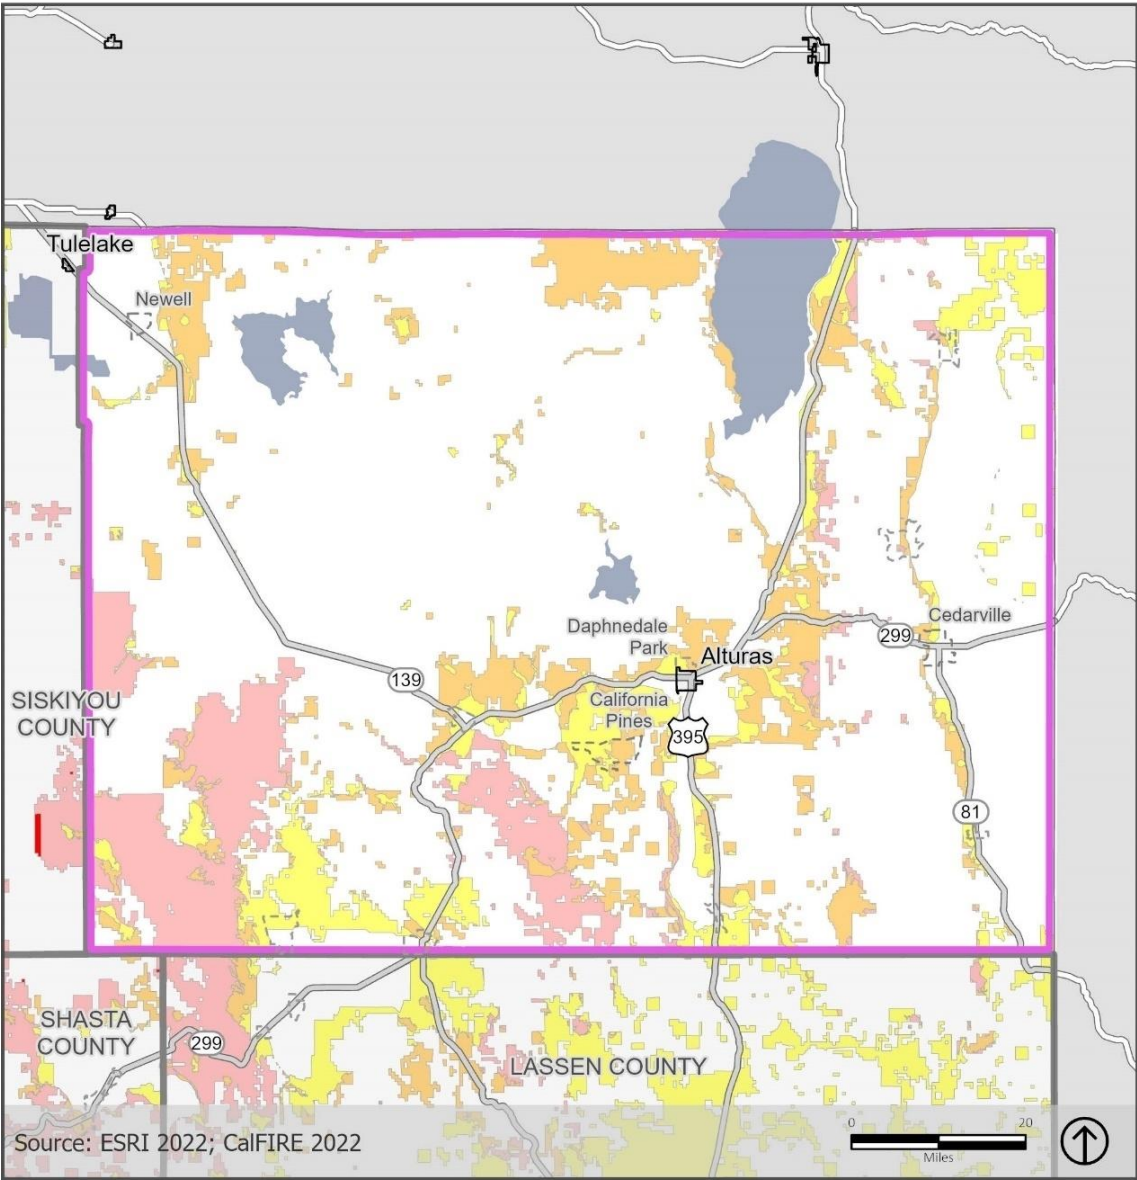 Tulelake
Newell
Daphnedale
Park
Alturas
Cedarville
299
139
California
Pines
395
SISKIYOU
COUNTY
81
SHASTA
COUNTY
299
LASSEN COUNTY
Source: ESRI 2022; CalFIRE 2022
0 20
Miles